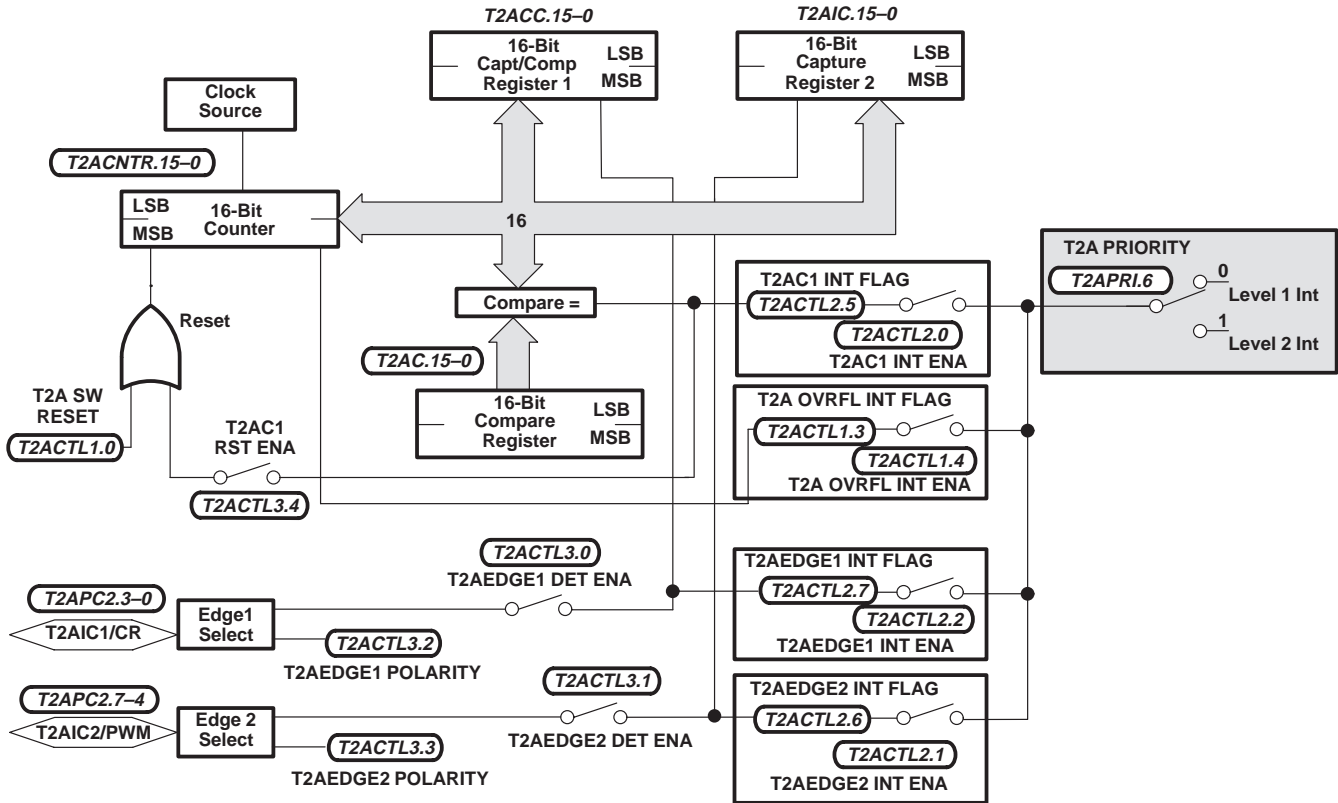 T2ACC.15–0
T2AIC.15–0
16-Bit
Capt/Comp
Register 1
LSB
MSB
16-Bit
Capture
Register 2
LSB
MSB
Clock
Source
T2ACNTR.15–0
LSB
MSB
16-Bit
Counter
16
T2A PRIORITY
T2APRI.6
0
Level 1 Int
1
Level 2 Int
T2AC1 INT FLAG
T2ACTL2.5
T2ACTL2.0
T2AC1 INT ENA
Compare =
Reset
T2AC.15–0
16-Bit
Compare
Register
LSB
MSB
T2A SW
RESET
T2ACTL1.0
T2AC1
RST ENA
T2ACTL3.4
T2A OVRFL INT FLAG
T2ACTL1.3
T2ACTL1.4
T2A OVRFL INT ENA
T2ACTL3.0
T2AEDGE1 DET ENA
T2AEDGE1 INT FLAG
T2ACTL2.7
T2ACTL2.2
T2AEDGE1 INT ENA
T2APC2.3–0
T2AIC1/CR
Edge1
Select
T2ACTL3.2
T2AEDGE1 POLARITY
T2ACTL3.1
T2AEDGE2 DET ENA
T2AEDGE2 INT FLAG
T2ACTL2.6
T2ACTL2.1
T2AEDGE2 INT ENA
T2APC2.7–4
T2AIC2/PWM
Edge 2
Select
T2ACTL3.3
T2AEDGE2 POLARITY